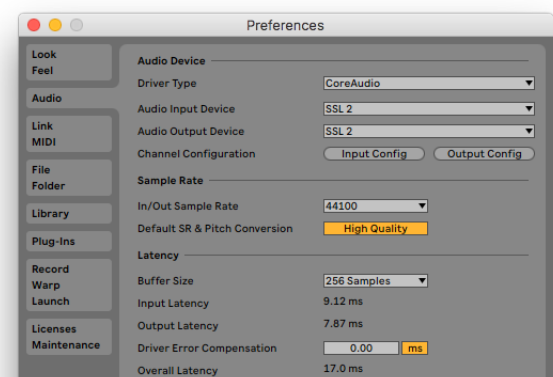 Preferences
Look
Feel
Audio
Link
MIDI
File
Folder
Library
Plug-Ins
Record
Warp
Launch
Licenses
Maintenance
Audio Device
Driver Type CoreAudio
Audio Input Device SSL 2
Audio Output Device SSL 2
Channel Configuration Input Config Output Config
Sample Rate
In/Out Sample Rate 44100
Default SR & Pitch Conversion High Quality
Latency
Buffer Size 256 Samples
Input Latency 9.12 ms
Output Latency 7.87 ms
Driver Error Compensation 0.00 ms
Overall Latency 17.0 ms